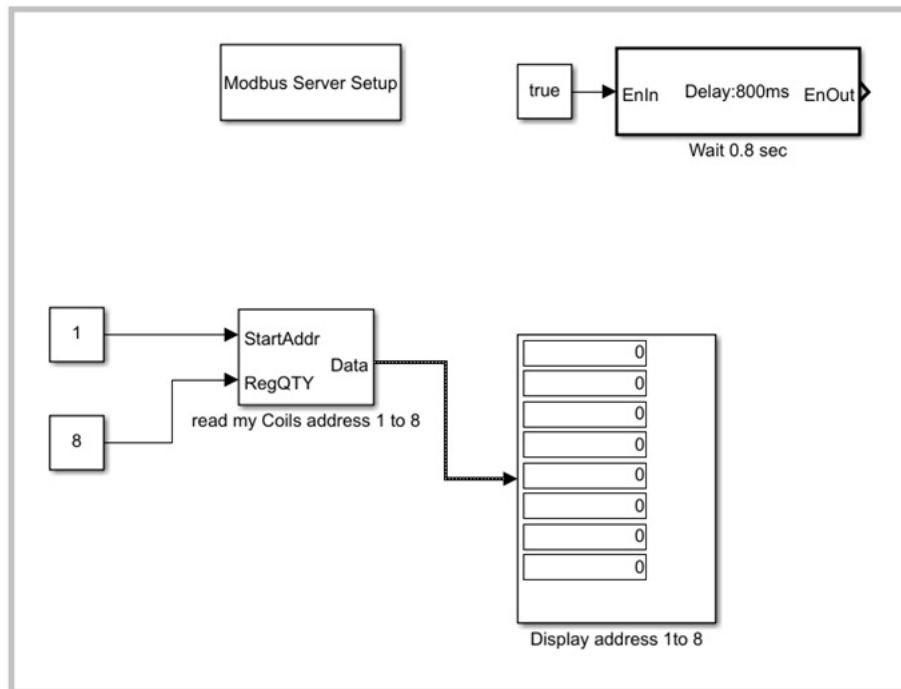 Modbus Server Setup
true
EnIn
Delay:800ms
EnOut
Wait 0.8 sec
1
StartAddr
Data
RegQTY
read my Coils address 1 to 8
8
0
0
0
0
0
0
0
0
Display address 1to 8